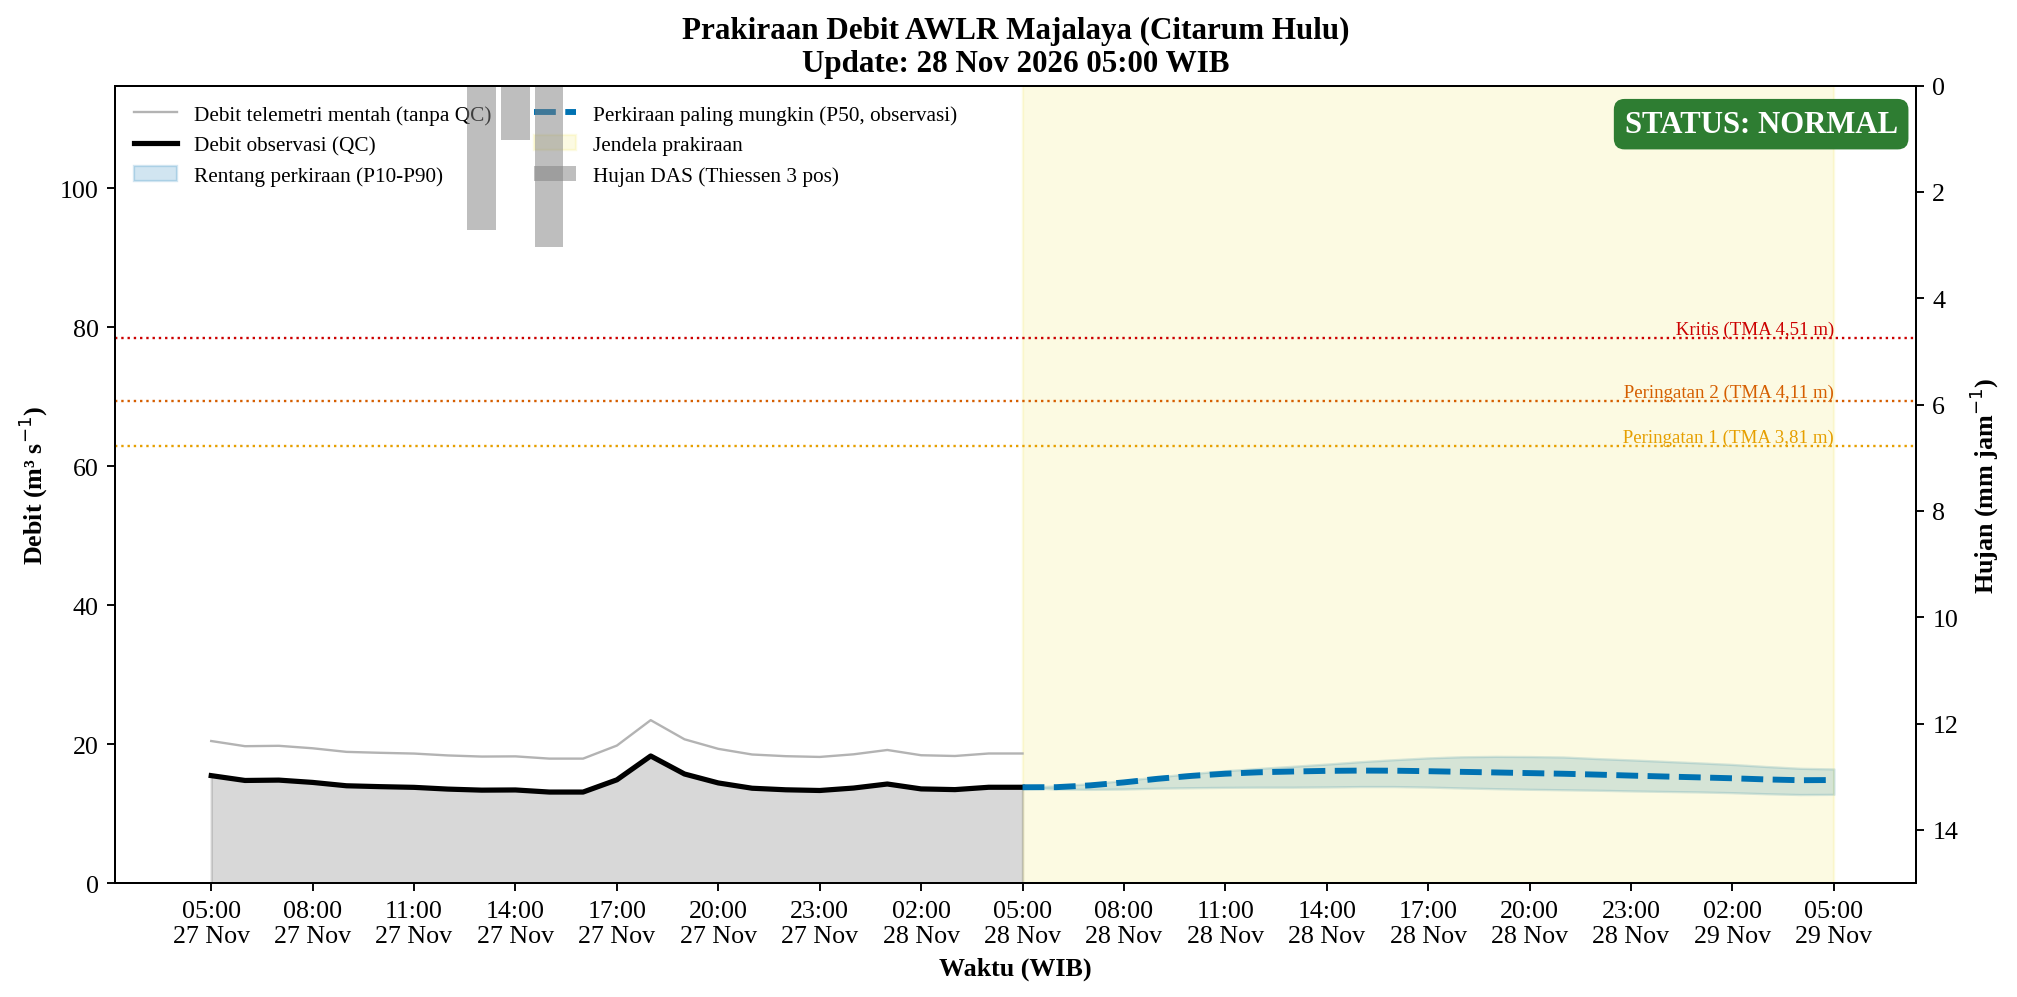 Prakiraan Debit AWLR Majalaya (Citarum Hulu)
Update: 28 Nov 2026 05:00 WIB
Debit telemetri mentah (tanpa QC)
Debit observasi (QC)
Rentang perkiraan (P10-P90)
Perkiraan paling mungkin (P50, observasi)
Jendela prakiraan
Hujan DAS (Thiessen 3 pos)
STATUS: NORMAL
Kritis (TMA 4,51 m)
Peringatan 2 (TMA 4,11 m)
Peringatan 1 (TMA 3,81 m)
Debit (m³ s⁻¹)
100
80
60
40
20
0
Hujan (mm jam⁻¹)
0
2
4
6
8
10
12
14
05:00 08:00 11:00 14:00 17:00 20:00 23:00 02:00 05:00 08:00 11:00 14:00 17:00 20:00 23:00 02:00 05:00
27 Nov 27 Nov 27 Nov 27 Nov 27 Nov 27 Nov 27 Nov 28 Nov 28 Nov 28 Nov 28 Nov 28 Nov 28 Nov 28 Nov 28 Nov 29 Nov 29 Nov
Waktu (WIB)